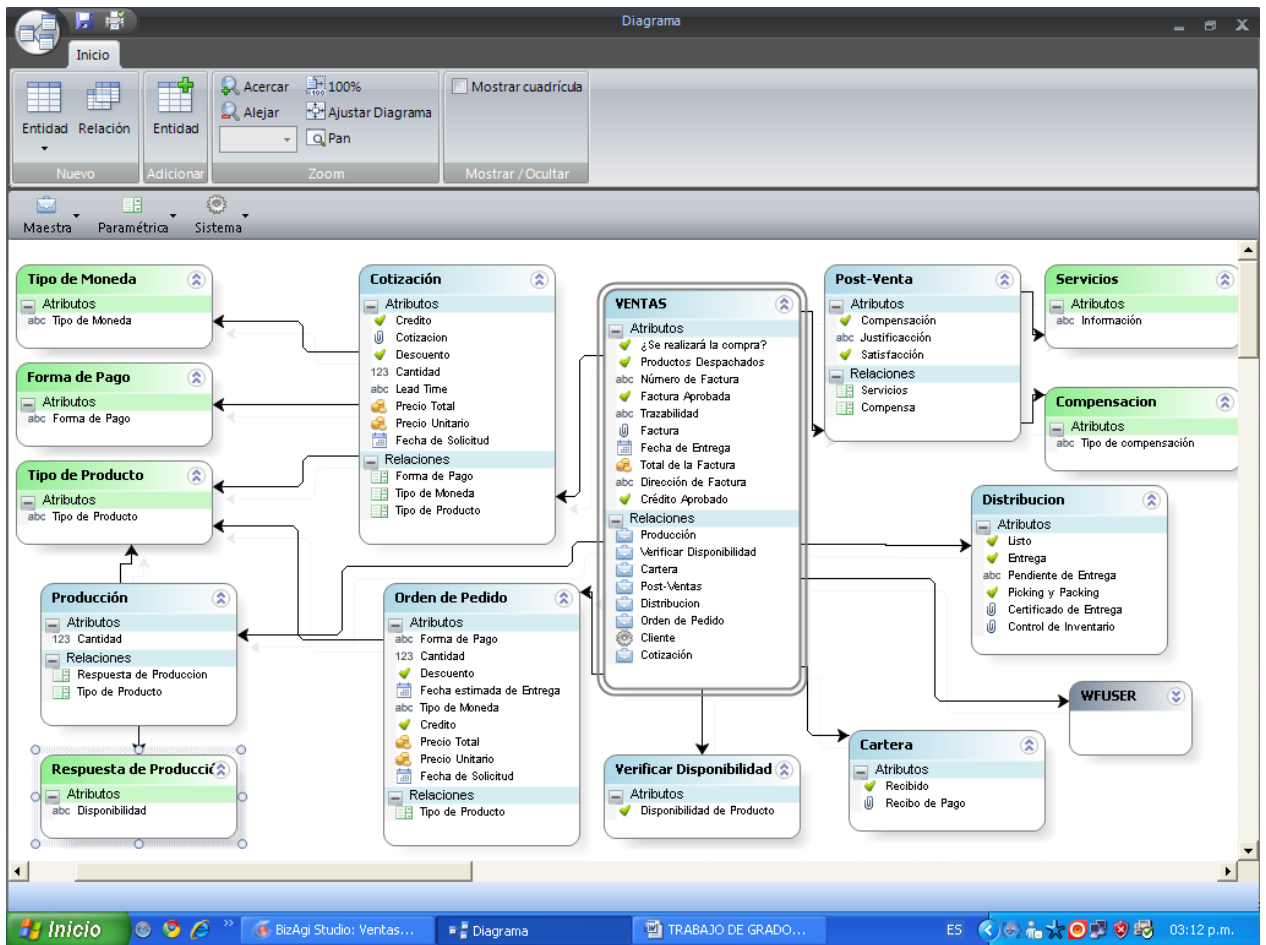 Diagrama
Inicio
Entidad
Relación
Nuevo
Entidad
Adicionar
Acercar
100%
Alejar
Ajustar Diagrama
Pan
Zoom
Mostrar cuadrícula
Mostrar / Ocultar
Maestra
Paramétrica
Sistema
Tipo de Moneda
Atributos
abc Tipo de Moneda
Forma de Pago
Atributos
abc Forma de Pago
Tipo de Producto
Atributos
abc Tipo de Producto
Producción
Atributos
123 Cantidad
Relaciones
Respuesta de Produccion
Tipo de Producto
Respuesta de Producció
Atributos
abc Disponibilidad
Cotización
Atributos
Credito
Cotizacion
Descuento
123 Cantidad
abc Lead Time
Precio Total
Precio Unitario
Fecha de Solicitud
Relaciones
Forma de Pago
Tipo de Moneda
Tipo de Producto
Orden de Pedido
Atributos
abc Forma de Pago
123 Cantidad
Descuento
Fecha estimada de Entrega
abc Tipo de Moneda
Credito
Precio Total
Precio Unitario
Fecha de Solicitud
Relaciones
Tipo de Producto
VENTAS
Atributos
¿Se realizará la compra?
Productos Despachados
abc Número de Factura
Factura Aprobada
abc Trazabilidad
Factura
Fecha de Entrega
Total de la Factura
abc Dirección de Factura
Crédito Aprobado
Relaciones
Producción
Verificar Disponibilidad
Cartera
Post-Ventas
Distribucion
Orden de Pedido
Cliente
Cotización
Verificar Disponibilidad
Atributos
Disponibilidad de Producto
Post-Venta
Atributos
Compensación
abc Justificacción
Satisfacción
Relaciones
Servicios
Compensa
Servicios
Atributos
abc Información
Compensacion
Atributos
abc Tipo de compensación
Distribucion
Atributos
Listo
Entrega
abc Pendiente de Entrega
Picking y Packing
Certificado de Entrega
Control de Inventario
WFUSER
Cartera
Atributos
Recibido
Recibo de Pago
Inicio
BizAgi Studio: Ventas...
Diagrama
TRABAJO DE GRADO...
ES
03:12 p.m.